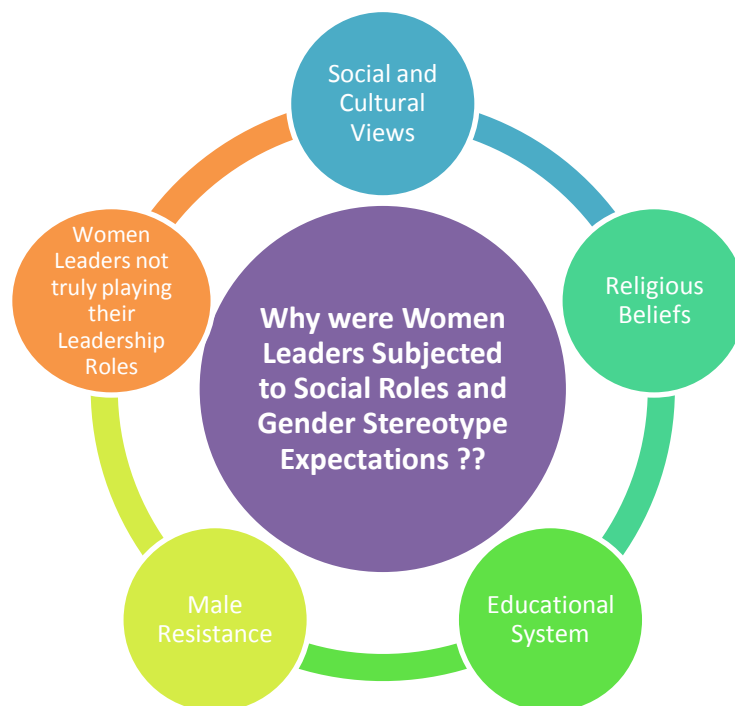 Social and
Cultural
Views
Women
Leaders not
truly playing
their
Leadership
Roles
Religious
Beliefs
Why were Women
Leaders Subjected
to Social Roles and
Gender Stereotype
Expectations ??
Male
Resistance
Educational
System